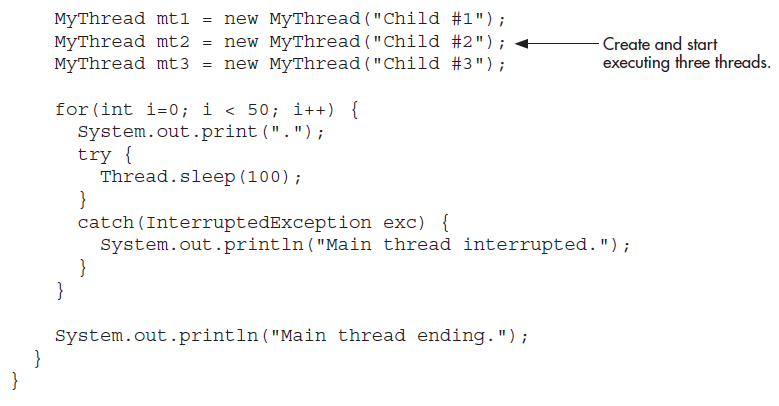 MyThread mt1 = new MyThread("Child #1");
MyThread mt2 = new MyThread("Child #2");
MyThread mt3 = new MyThread("Child #3");
Create and start
executing three threads.
for(int i=0; i < 50; i++) {
System.out.print(".");
try {
Thread.sleep(100);
}
catch(InterruptedException exc) {
System.out.println("Main thread interrupted.");
}
}
System.out.println("Main thread ending.");
}
}